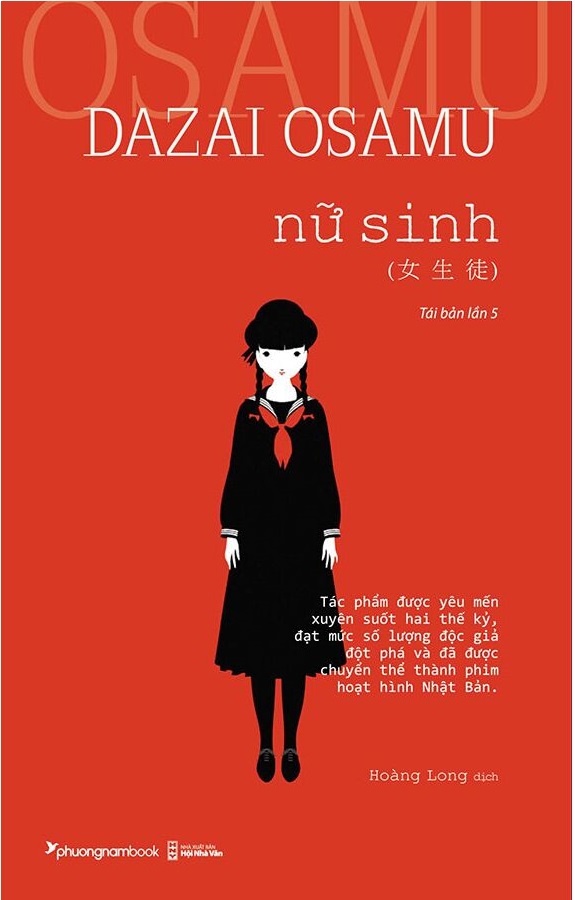 OSAMU
DAZAI OSAMU
nữ sinh
(女生徒)
Tái bản lần 5
Tác phẩm được yêu mến
xuyên suốt hai thế kỷ,
đạt mức số lượng độc giả
đột phá và đã được
chuyển thể thành phim
hoạt hình Nhật Bản.
Hoàng Long dịch
phuongnambook
NHÀ XUẤT BẢN
Hội Nhà Văn